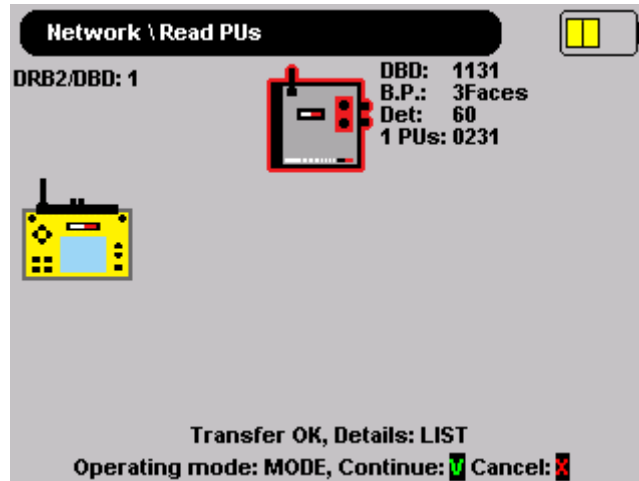 Network \ Read PUs
DRB2/DBD: 1
DBD: 1131
B.P.: 3Faces
Det: 60
1 PUs: 0231
Transfer OK, Details: LIST
Operating mode: MODE, Continue: V Cancel: X